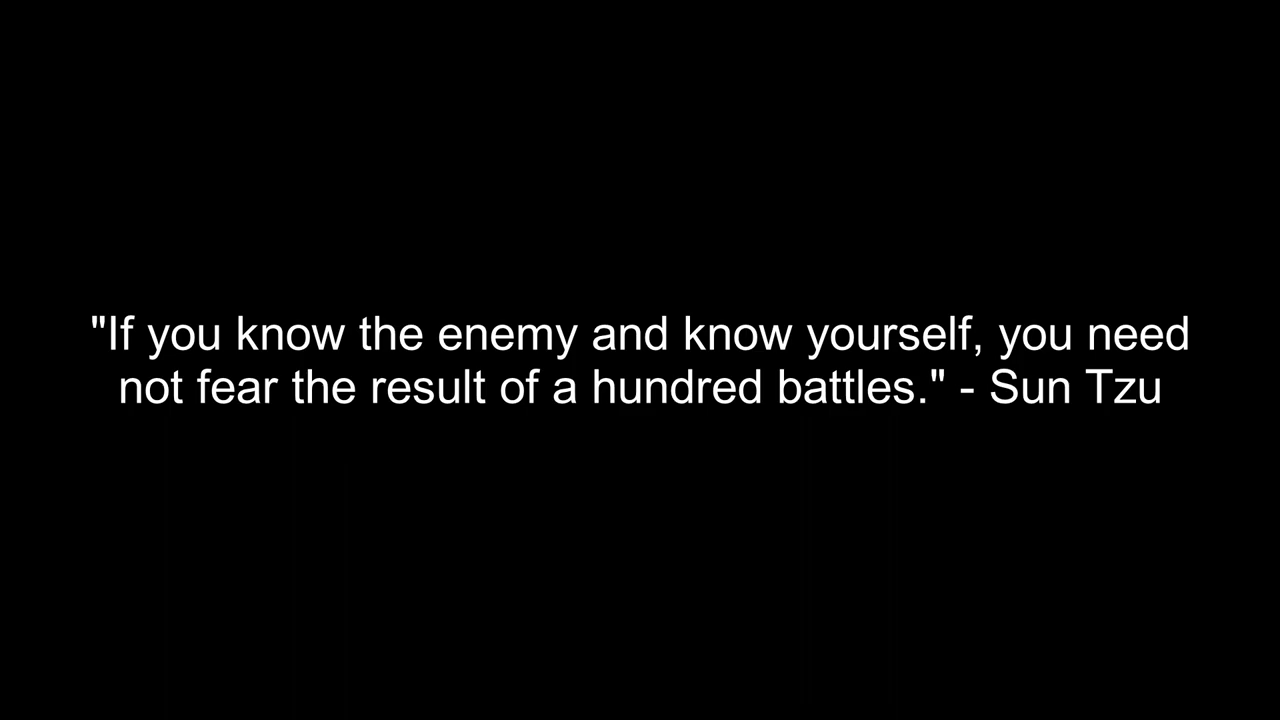 "If you know the enemy and know yourself, you need
not fear the result of a hundred battles." - Sun Tzu